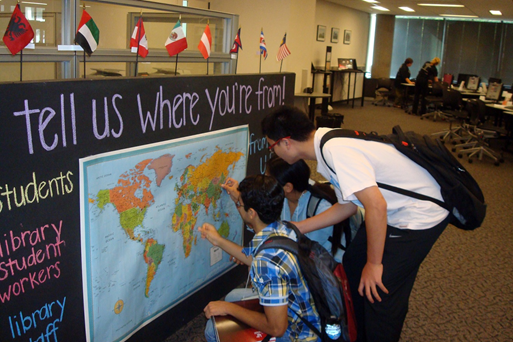 tell us where you're from!
students
library
student
workers
library
staff